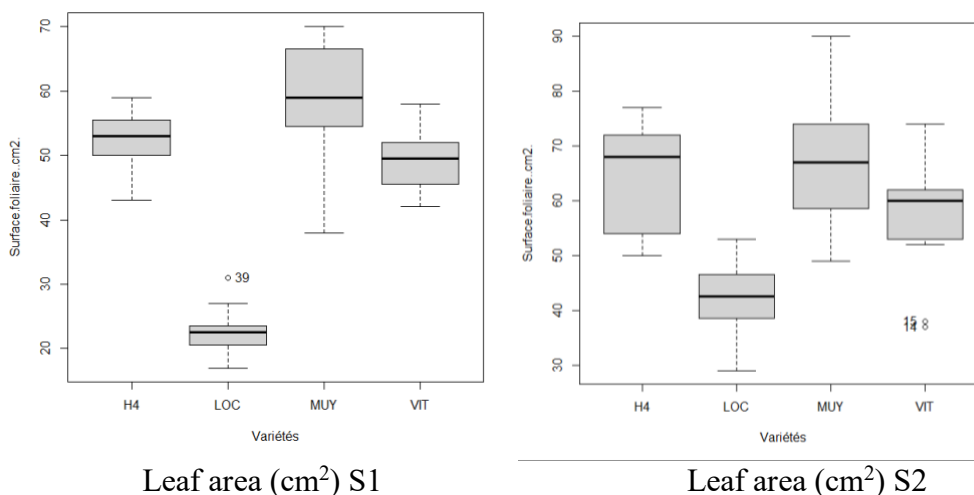 Surface.foliaire..cm2.
70
60
50
40
30
20
39
H4 LOC MUY VIT
Variétés
Leaf area (cm²) S1
Surface.foliaire..cm2.
90
80
70
60
50
40
30
15
14
H4 LOC MUY VIT
Variétés
Leaf area (cm²) S2